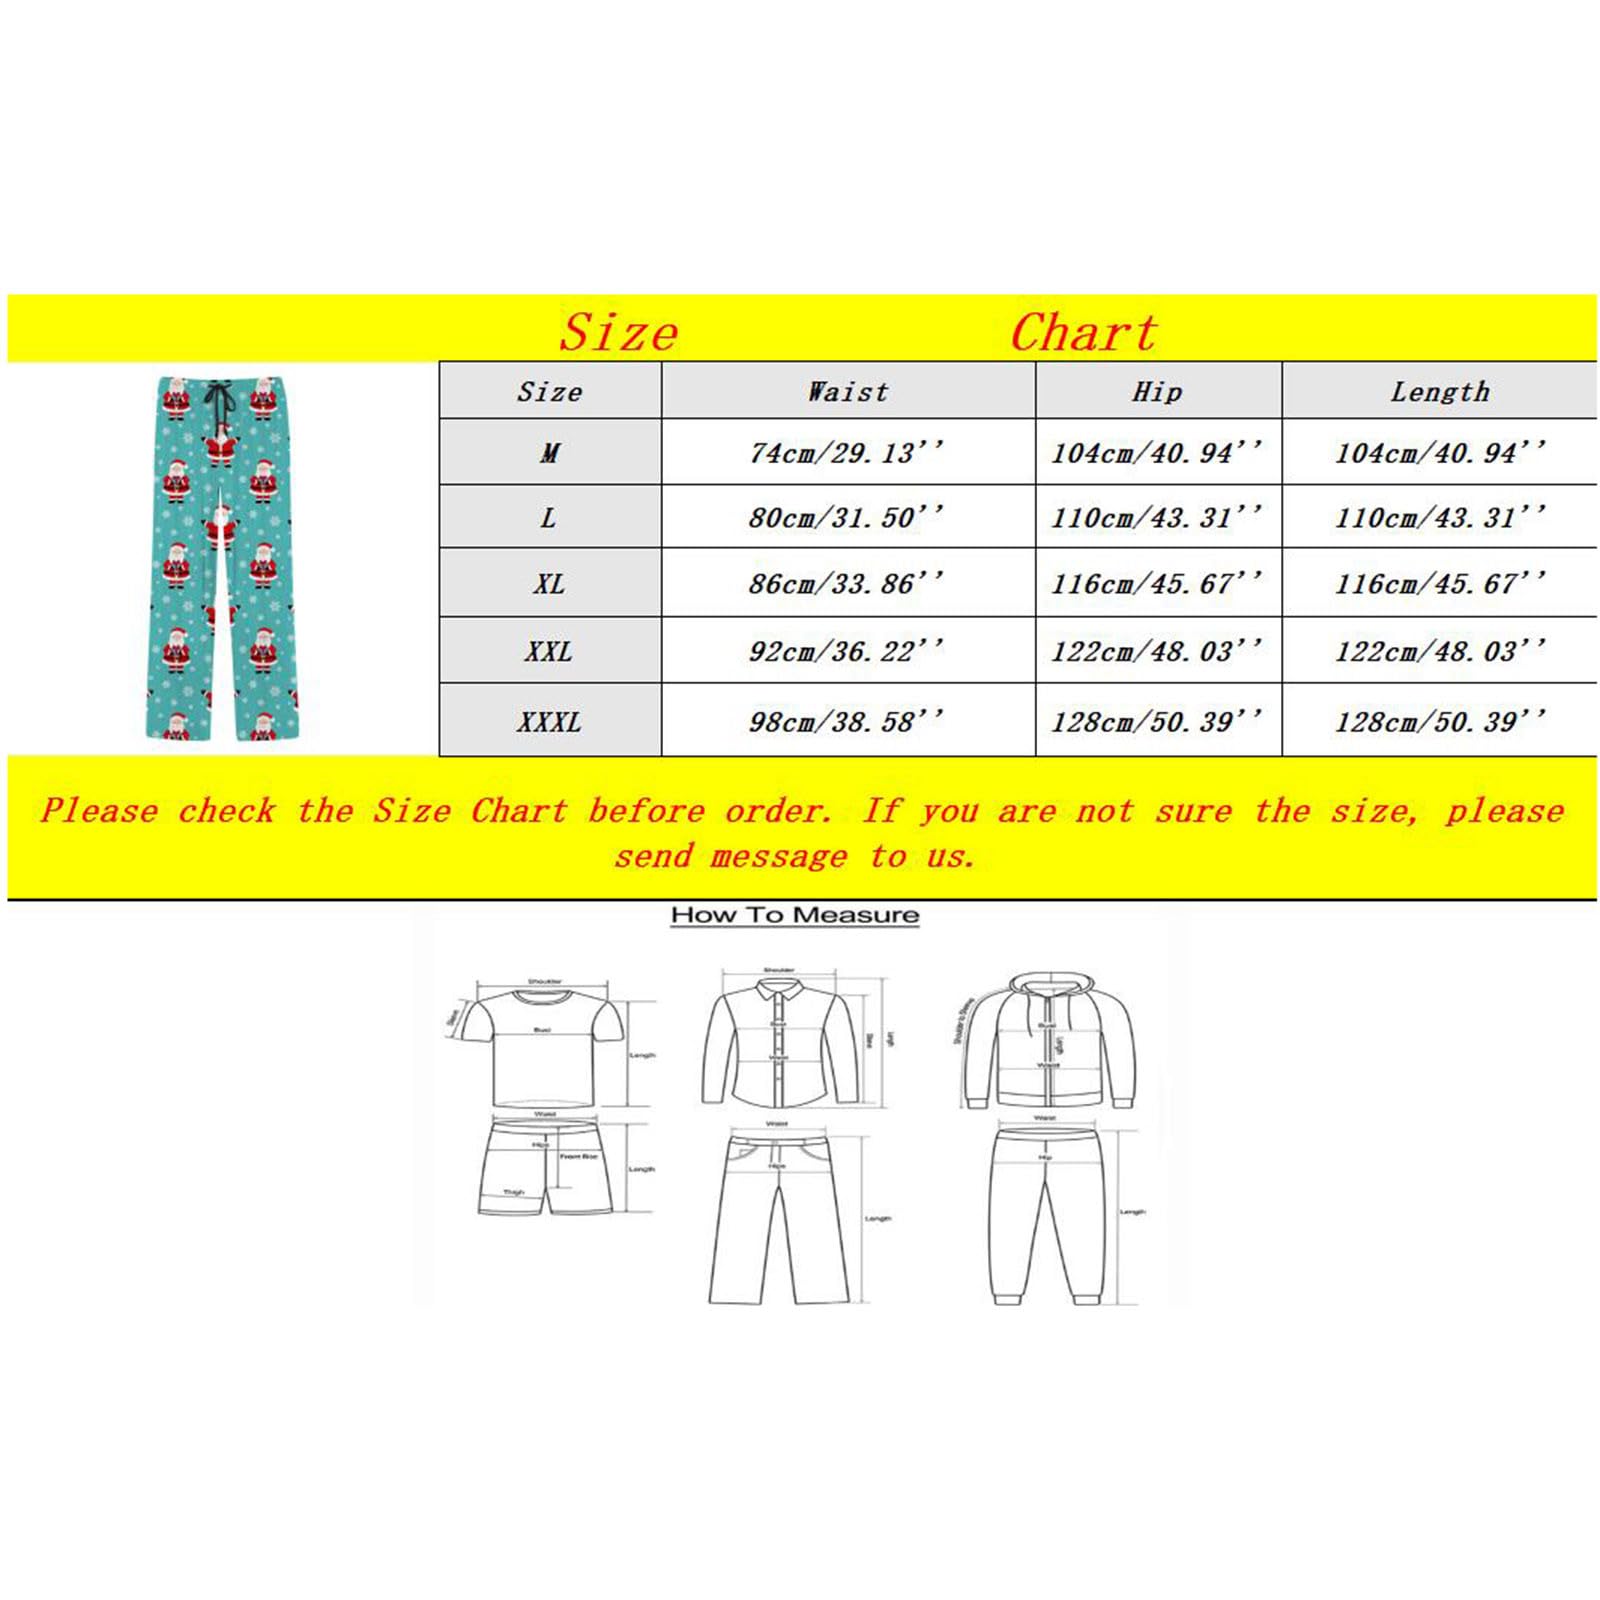 Size Chart
Size Waist Hip Length
M 74cm/29.13'' 104cm/40.94'' 104cm/40.94''
L 80cm/31.50'' 110cm/43.31'' 110cm/43.31''
XL 86cm/33.86'' 116cm/45.67'' 116cm/45.67''
XXL 92cm/36.22'' 122cm/48.03'' 122cm/48.03''
XXXL 98cm/38.58'' 128cm/50.39'' 128cm/50.39''
Please check the Size Chart before order. If you are not sure the size, please
send message to us.
How To Measure
Shoulder
Sleeve
Bust
Length
Waist
Hips
Front Rise
Thigh
Length
Shoulder
Bust
Waist
Sleeve
Length
Waist
Hips
Length
Shoulder to Sleeve
Bust
Length
Waist
Waist
Hip
Length